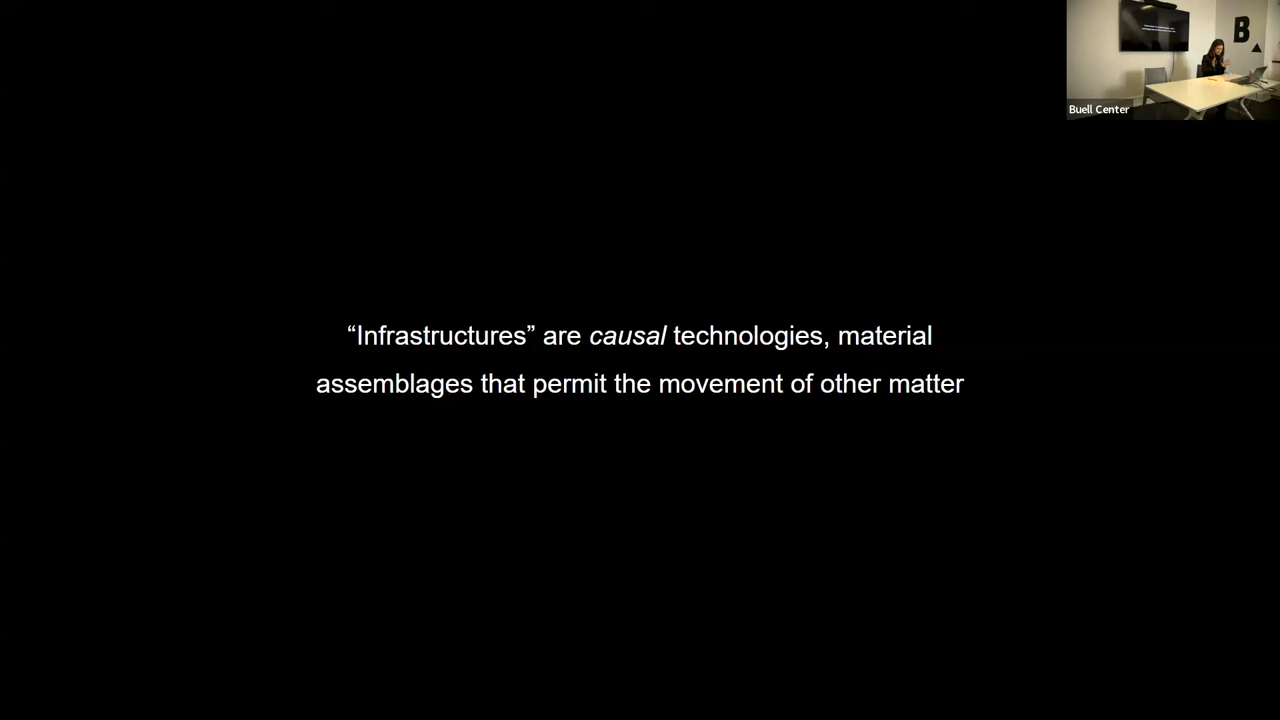 “Infrastructures” are causal technologies, material
assemblages that permit the movement of other matter
B
Buell Center